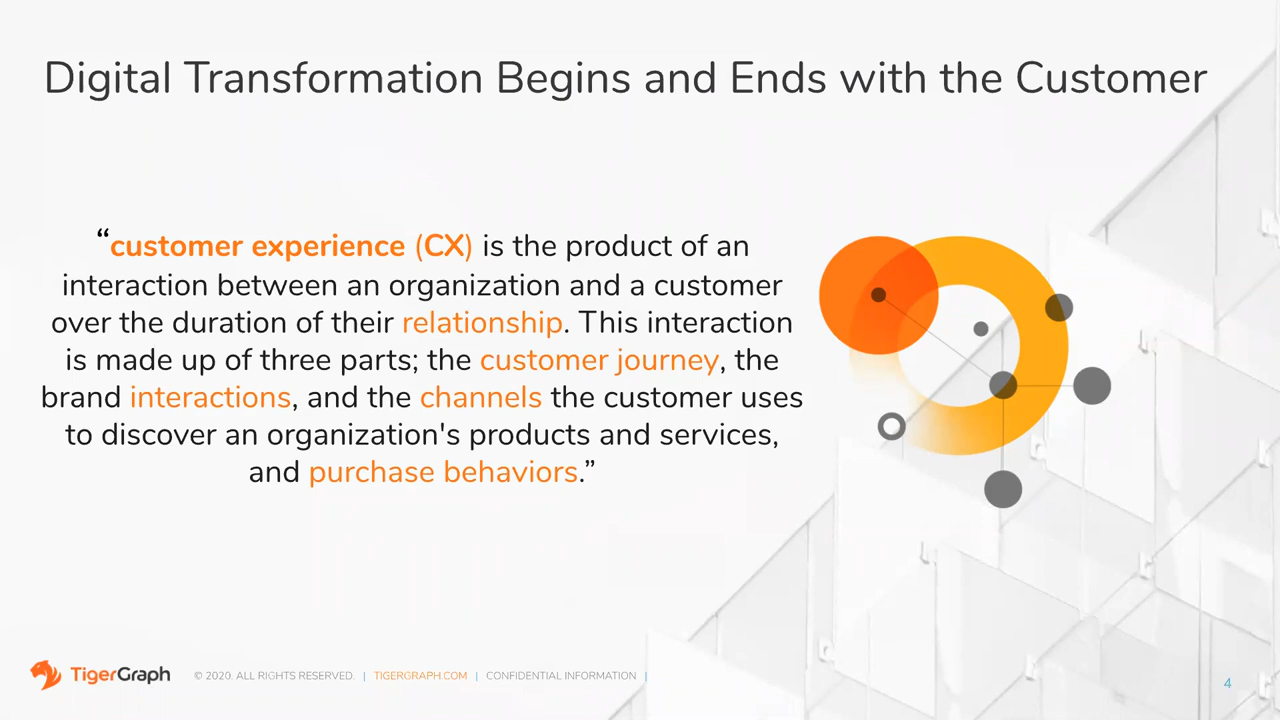 Digital Transformation Begins and Ends with the Customer
“customer experience (CX) is the product of an
interaction between an organization and a customer
over the duration of their relationship. This interaction
is made up of three parts; the customer journey, the
brand interactions, and the channels the customer uses
to discover an organization's products and services,
and purchase behaviors.”
TigerGraph © 2020. ALL RIGHTS RESERVED. | TIGERGRAPH.COM | CONFIDENTIAL INFORMATION |
4